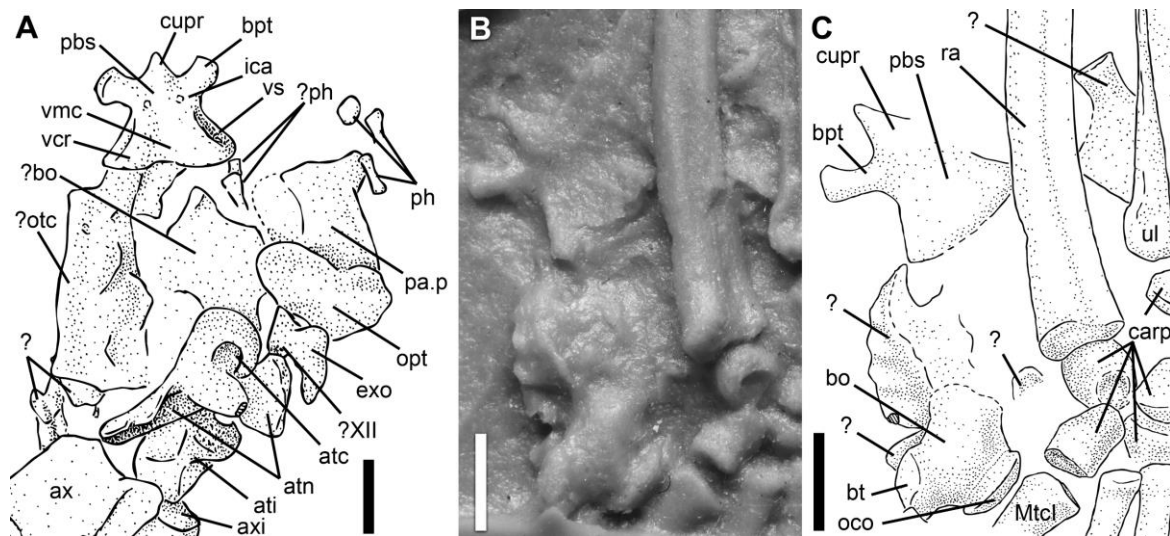 A
cupr
bpt
pbs
ica
vs
?ph
vmc
vcr
?bo
ph
?otc
pa.p
opt
?
exo
?XII
atc
atn
ax
ati
axi
B
C
?
cupr
pbs
ra
bpt
ul
?
carp
?
bo
?
bt
oco
MtcI